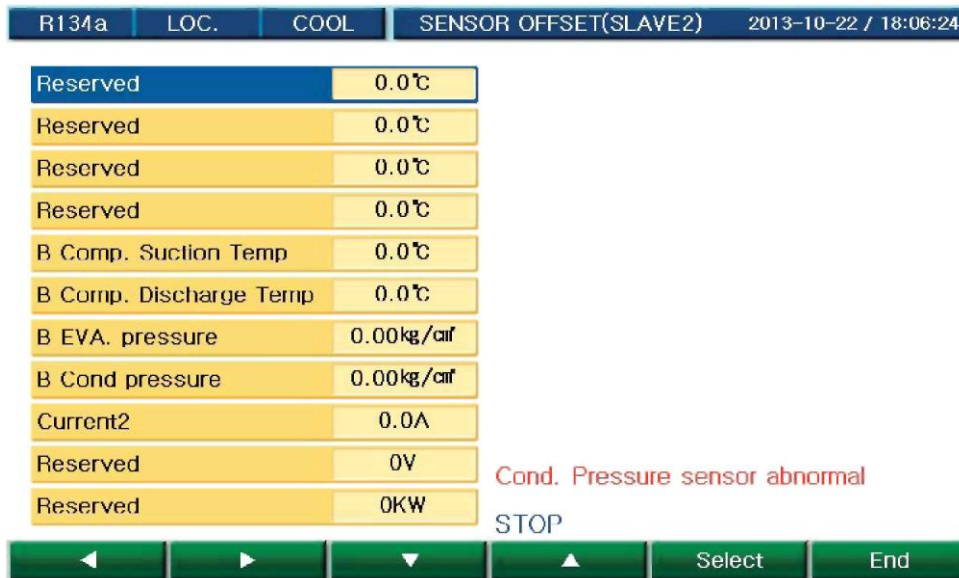 R134a LOC. COOL SENSOR OFFSET(SLAVE2) 2013-10-22 / 18:06:24
Reserved 0.0℃
Reserved 0.0℃
Reserved 0.0℃
Reserved 0.0℃
B Comp. Suction Temp 0.0℃
B Comp. Discharge Temp 0.0℃
B EVA. pressure 0.00㎏/㎠
B Cond pressure 0.00㎏/㎠
Current2 0.0A
Reserved 0V
Reserved 0KW
Cond. Pressure sensor abnormal
STOP
◀ ▶ ▼ ▲ Select End